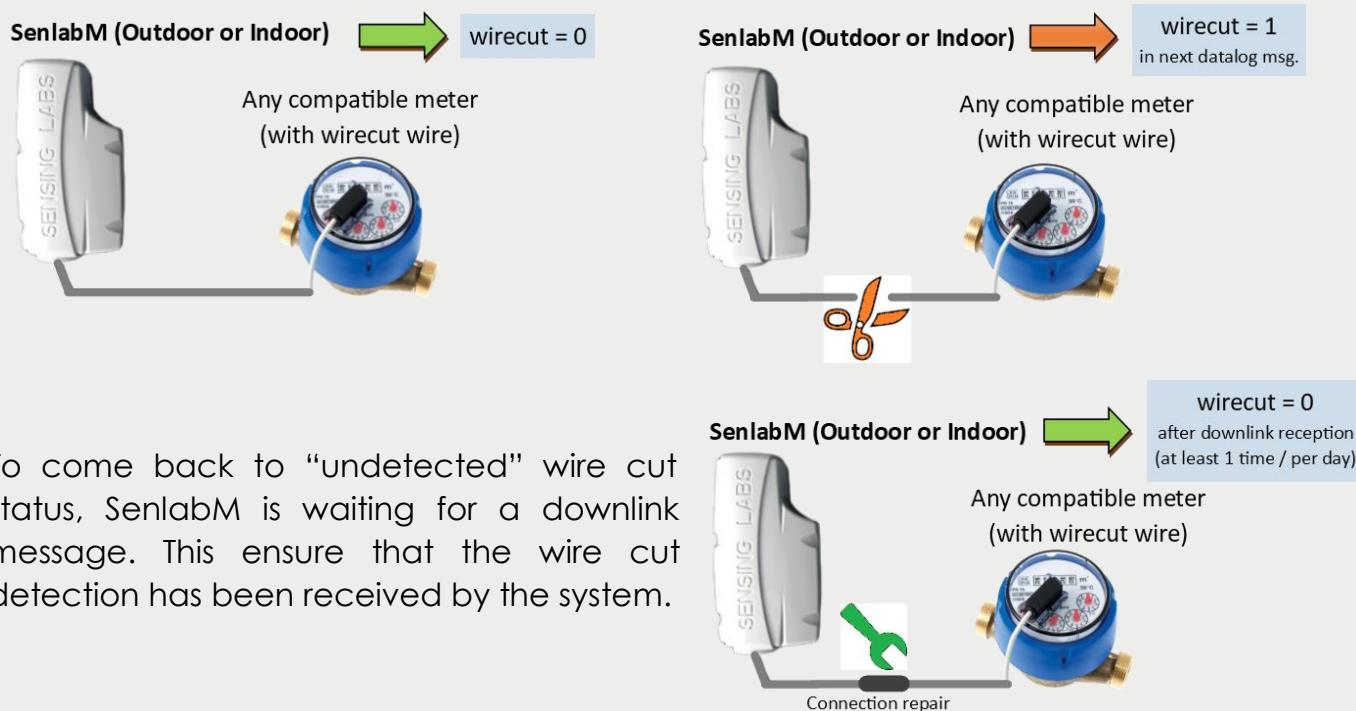 SenlabM (Outdoor or Indoor)
wirecut = 0
SENSING LABS
Any compatible meter
(with wirecut wire)
SenlabM (Outdoor or Indoor)
wirecut = 1
in next datalog msg.
SENSING LABS
Any compatible meter
(with wirecut wire)
o come back to “undetected” wire cut
tatus, SenlabM is waiting for a downlink
message. This ensure that the wire cut
detection has been received by the system.
SenlabM (Outdoor or Indoor)
wirecut = 0
after downlink reception
(at least 1 time / per day)
SENSING LABS
Any compatible meter
(with wirecut wire)
Connection repair